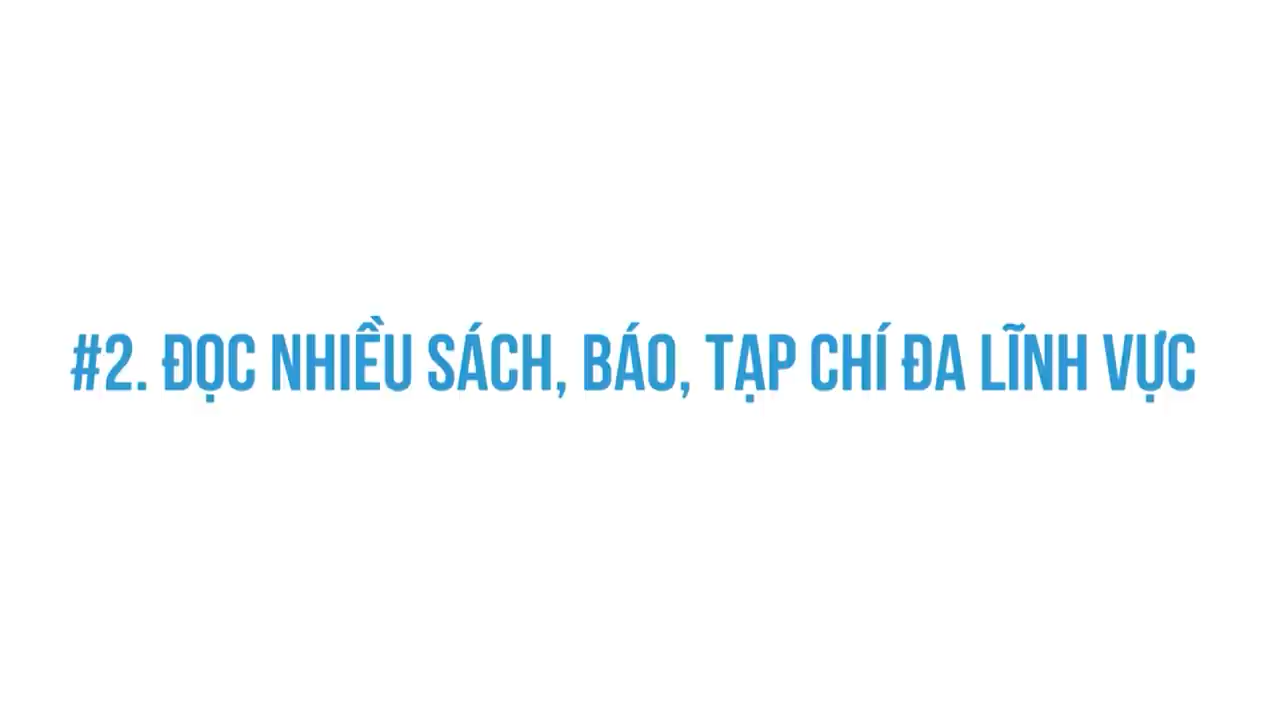 #2. ĐỌC NHIỀU SÁCH, BÁO, TẠP CHÍ ĐA LĨNH VỰC